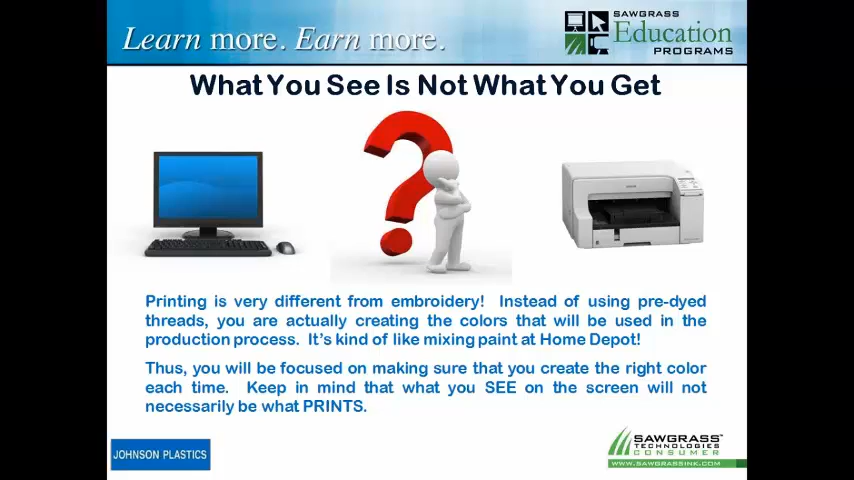 Learn more. Earn more.
SAWGRASS
Education
PROGRAMS
What You See Is Not What You Get
Printing is very different from embroidery! Instead of using pre-dyed
threads, you are actually creating the colors that will be used in the
production process. It's kind of like mixing paint at Home Depot!
Thus, you will be focused on making sure that you create the right color
each time. Keep in mind that what you SEE on the screen will not
necessarily be what PRINTS.
JOHNSON PLASTICS
SAWGRASS
TECHNOLOGIES
CONSUMER
WWW.SAWGRASSINK.COM